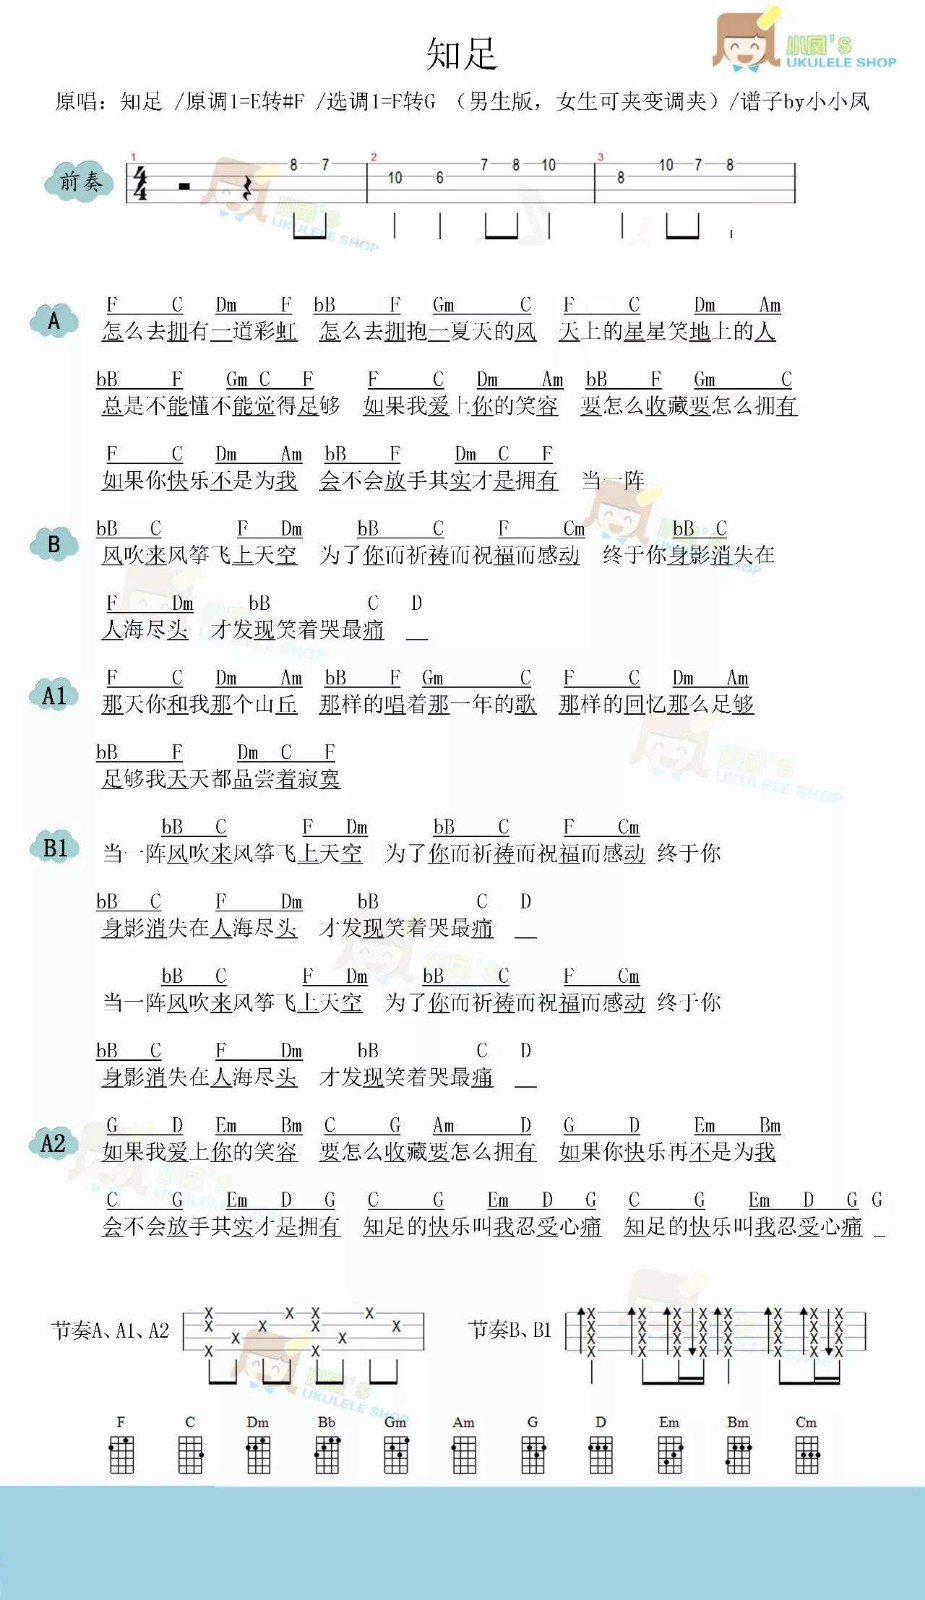 小凤's
UKULELE SHOP
知足
原唱：知足 /原调1=E转#F /选调1=F转G （男生版，女生可夹变调夹）/谱子by小小凤
前奏
1 2 3
4/4 8 7 10 6 7 8 10 8 10 7 8
小凤's
UKULELE SHOP
F C Dm F bB F Gm C F C Dm Am
A 怎么去拥有一道彩虹 怎么去拥抱一夏天的风 天上的星星笑地上的人
bB F Gm C F F C Dm Am bB F Gm C
总是不能懂不能觉得足够 如果我爱上你的笑容 要怎么收藏要怎么拥有
F C Dm Am bB F Dm C F
如果你快乐不是为我 会不会放手其实才是拥有 当一阵
bB C F Dm bB C F Cm bB C
B 风吹来风筝飞上天空 为了你而祈祷而祝福而感动 终于你身影消失在
F Dm bB C D
人海尽头 才发现笑着哭最痛
F C Dm Am bB F Gm C F C Dm Am
A1 那天你和我那个山丘 那样的唱着那一年的歌 那样的回忆那么足够
bB F Dm C F
足够我天天都品尝着寂寞
小凤's
UKULELE SHOP
bB C F Dm bB C F Cm
B1 当一阵风吹来风筝飞上天空 为了你而祈祷而祝福而感动 终于你
bB C F Dm bB C D
身影消失在人海尽头 才发现笑着哭最痛
bB C F Dm bB C F Cm
当一阵风吹来风筝飞上天空 为了你而祈祷而祝福而感动 终于你
bB C F Dm bB C D
身影消失在人海尽头 才发现笑着哭最痛
G D Em Bm C G Am D G D Em Bm
A2 如果我爱上你的笑容 要怎么收藏要怎么拥有 如果你快乐再不是为我
C G Em D G C G Em D G C G Em D G G
会不会放手其实才是拥有 知足的快乐叫我忍受心痛 知足的快乐叫我忍受心痛
节奏A、A1、A2 节奏B、B1
小凤's
UKULELE SHOP
F C Dm Bb Gm Am G D Em Bm Cm